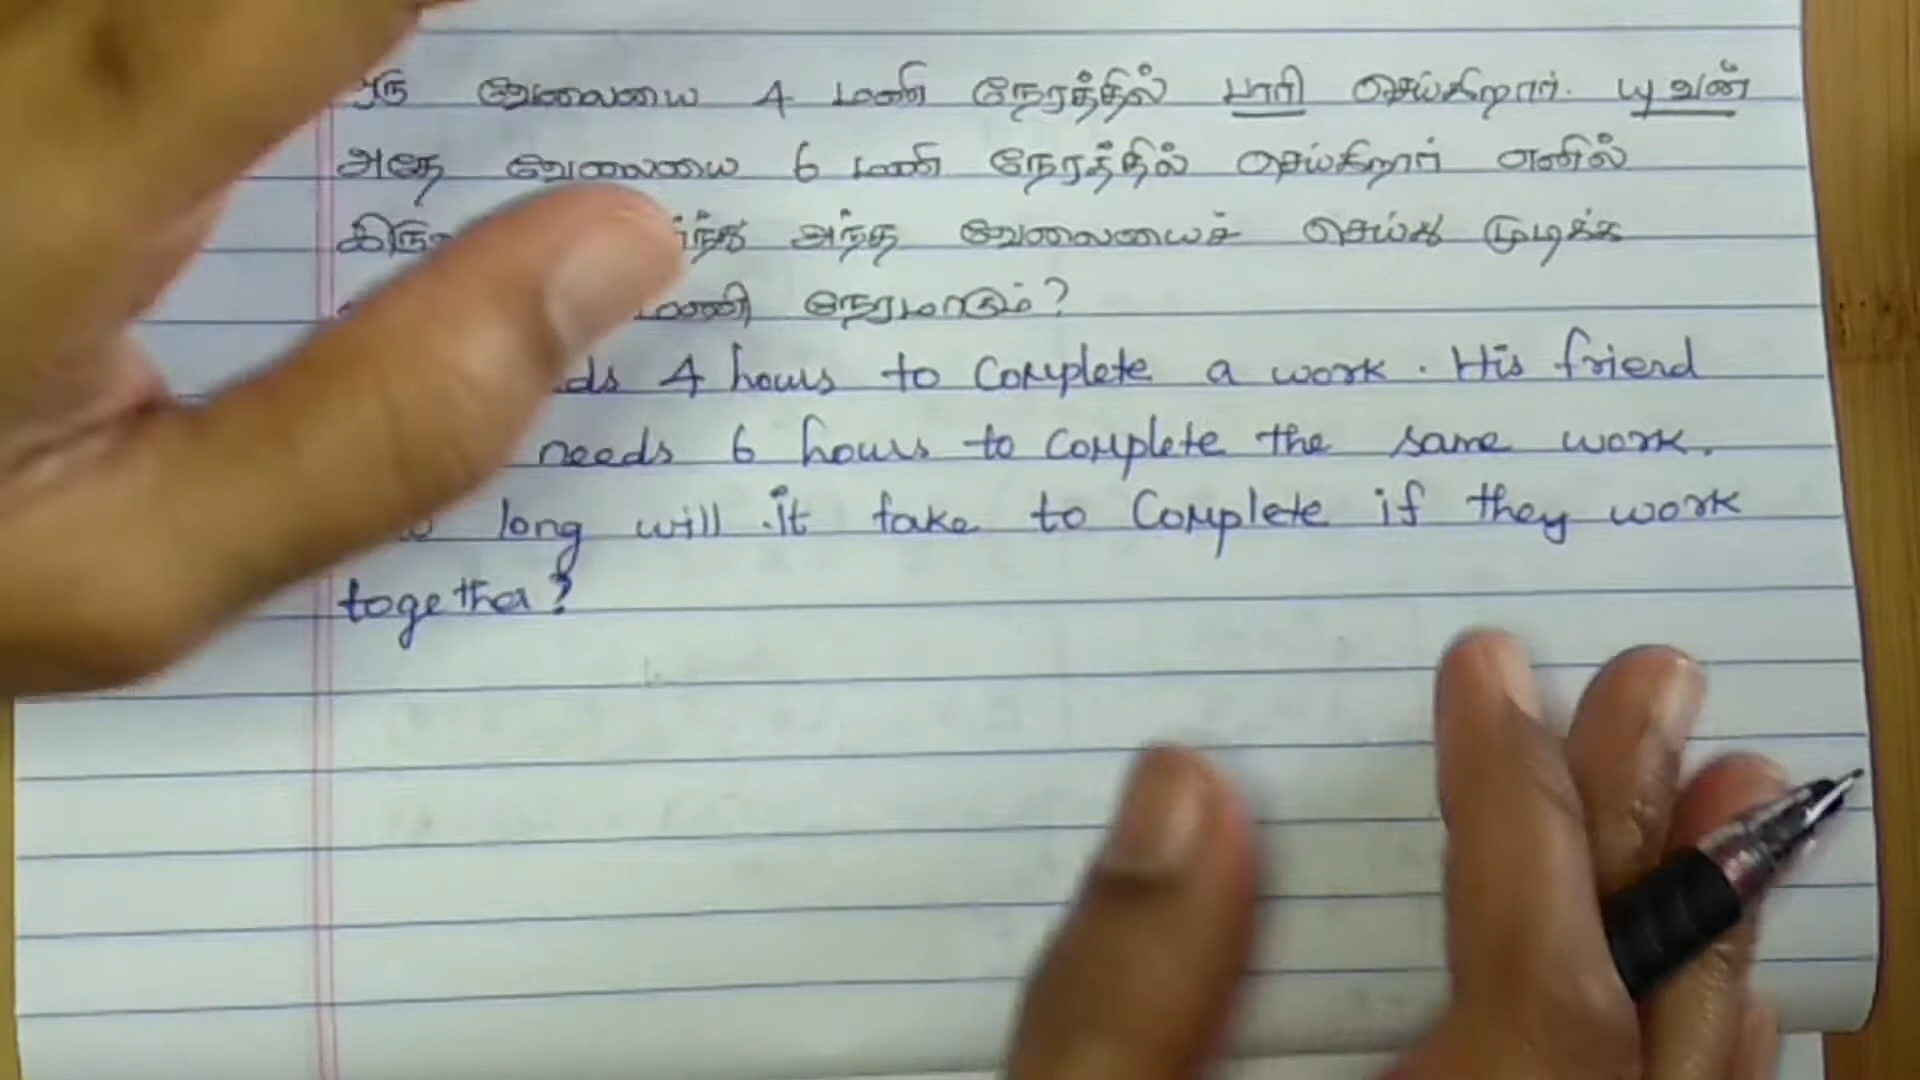 வேலையை 4 மணி நேரத்தில் பாரி செய்கிறார். யுவன்
அதே வேலையை 6 மணி நேரத்தில் செய்கிறார் எனில்
அந்த வேலையைச் செய்து முடிக்க
மணி நேரமாகும்?
4 hours to complete a work. His friend
needs 6 hours to complete the same work.
long will it take to complete if they work
together?